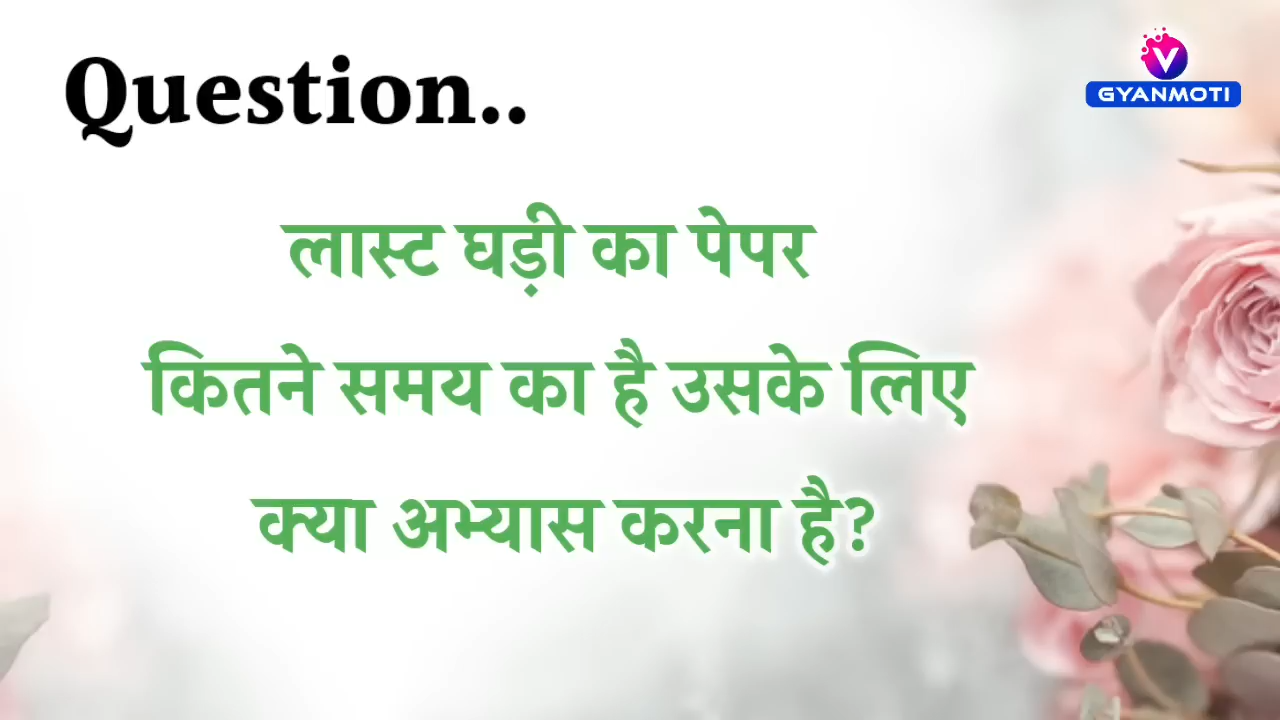 Question..
V
GYANMOTI
लास्ट घड़ी का पेपर
कितने समय का है उसके लिए
क्या अभ्यास करना है?